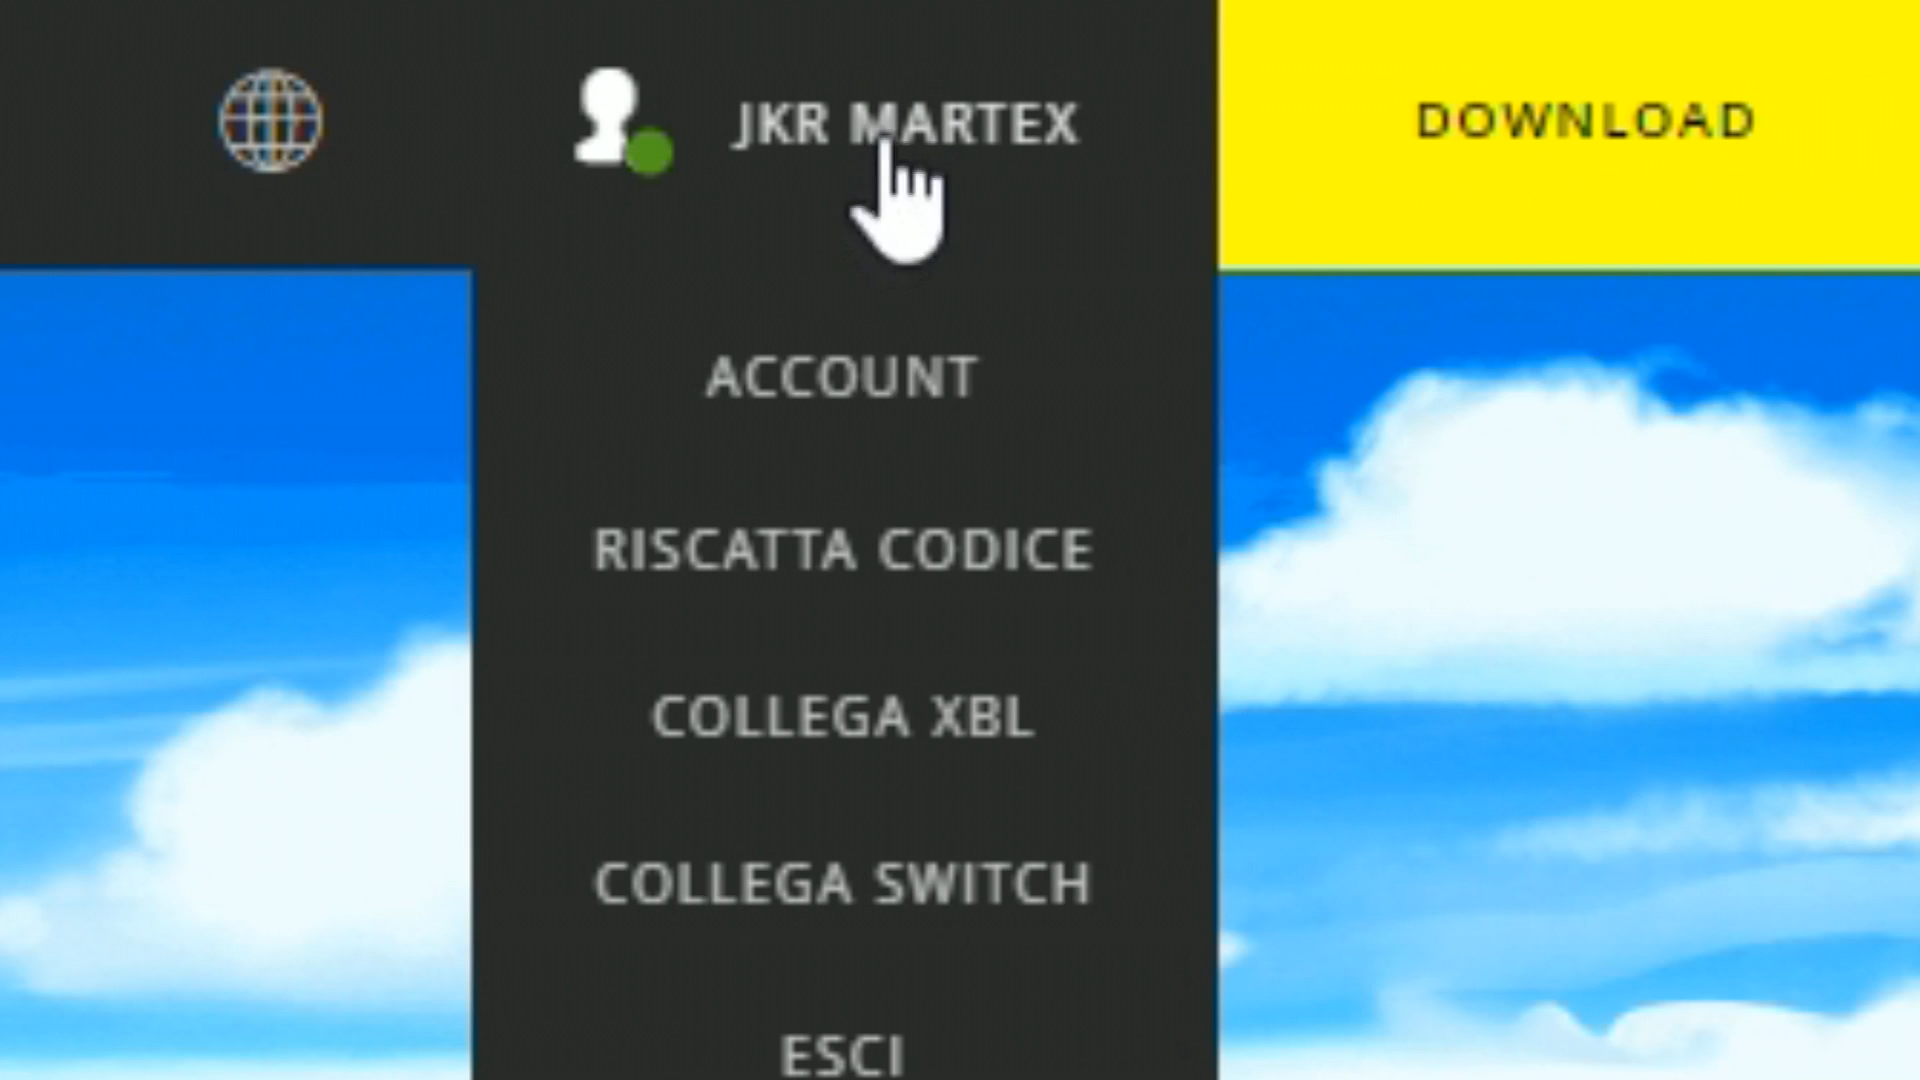 JKR MARTEX
DOWNLOAD
ACCOUNT
RISCATTA CODICE
COLLEGA XBL
COLLEGA SWITCH
ESCI